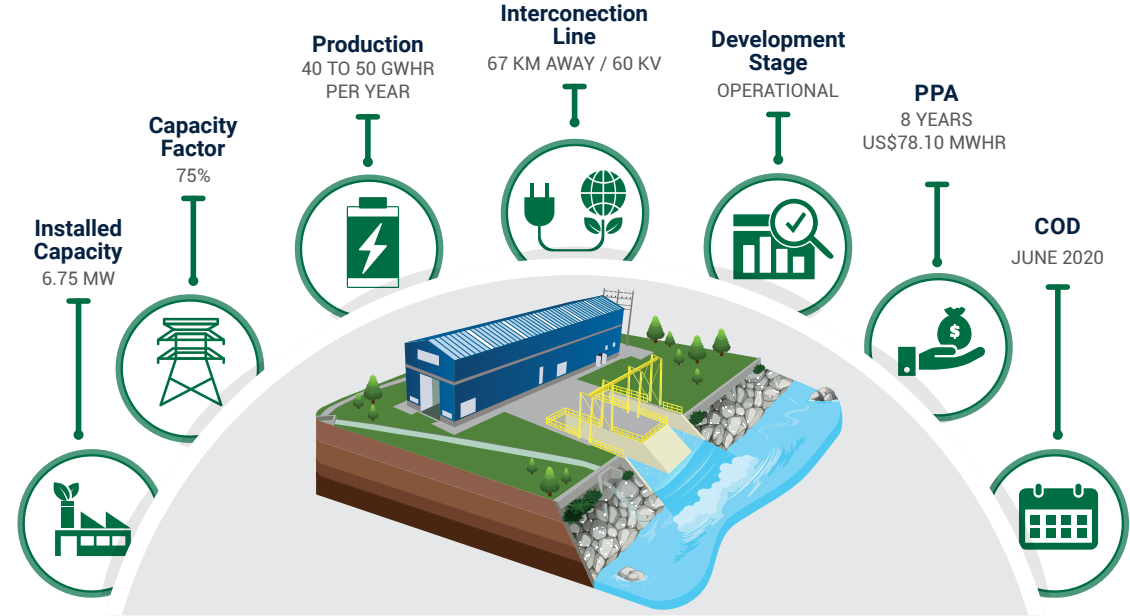 Installed
Capacity
6.75 MW
Capacity
Factor
75%
Production
40 TO 50 GWHR
PER YEAR
Interconection
Line
67 KM AWAY / 60 KV
Development
Stage
OPERATIONAL
PPA
8 YEARS
US$78.10 MWHR
COD
JUNE 2020
$